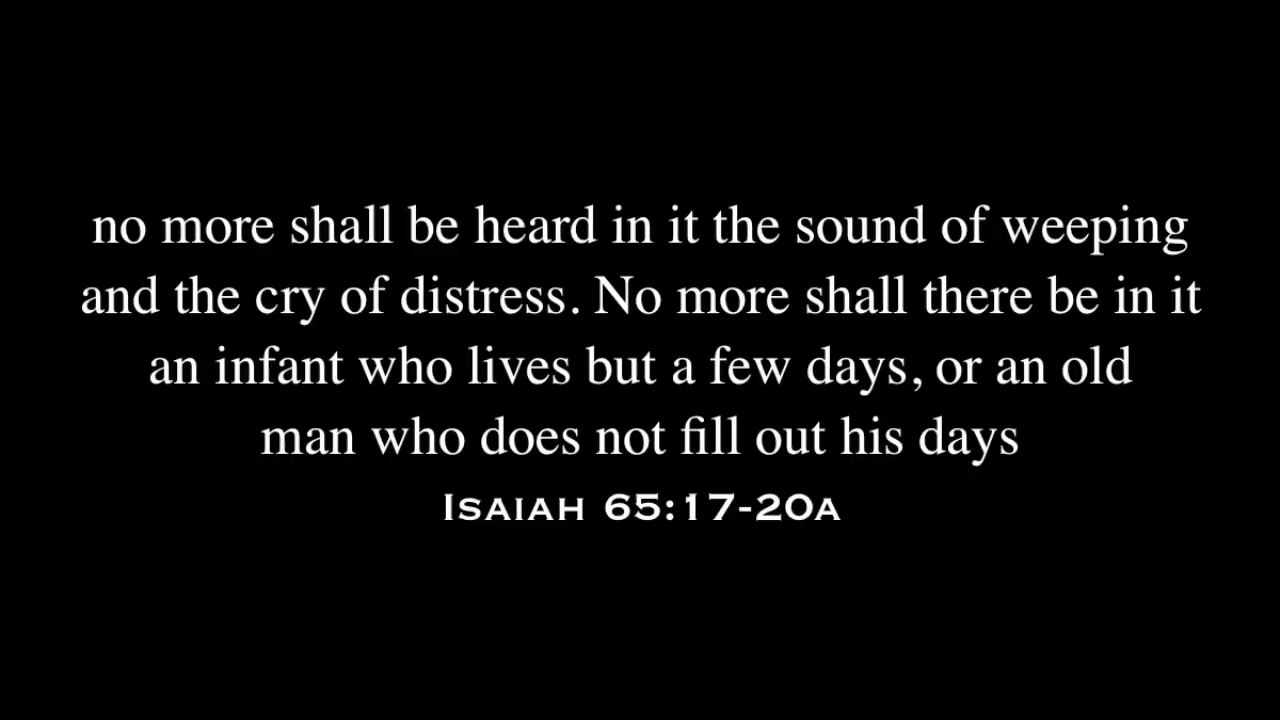 no more shall be heard in it the sound of weeping
and the cry of distress. No more shall there be in it
an infant who lives but a few days, or an old
man who does not fill out his days
Isaiah 65:17-20a